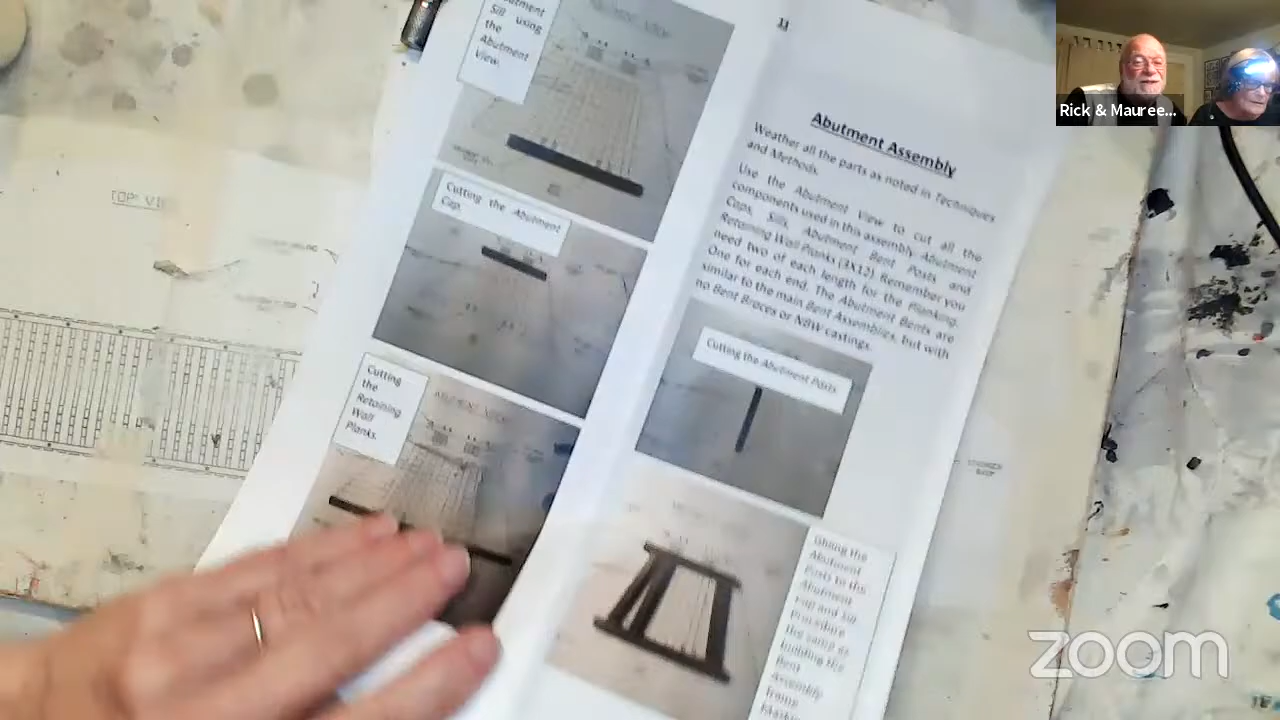 Abutment
Sill using
the
Abutment
View.
Cutting the Abutment
Cap
Cutting
the
Retaining
Wall
Planks.
11
Abutment Assembly
Weather all the parts as noted in Techniques
and Methods.
Use the Abutment View to cut all the
components used in this assembly. Abutment
Caps, Sills, Abutment Bent Posts, and
Retaining Wall Planks (3X12). Remember you
need two of each length for the Planking.
One for each end. The Abutment Bents are
similar to the main Bent Assemblies, but with
no Bent Braces or NBW castings.
Cutting the Abutment Posts
Gluing the
Abutment
Posts to the
Abutment
Cap and Sill
Procedure
the same as
building the
Bent
Assembly
frame
TOP VI
Rick & Mauree...
zoom